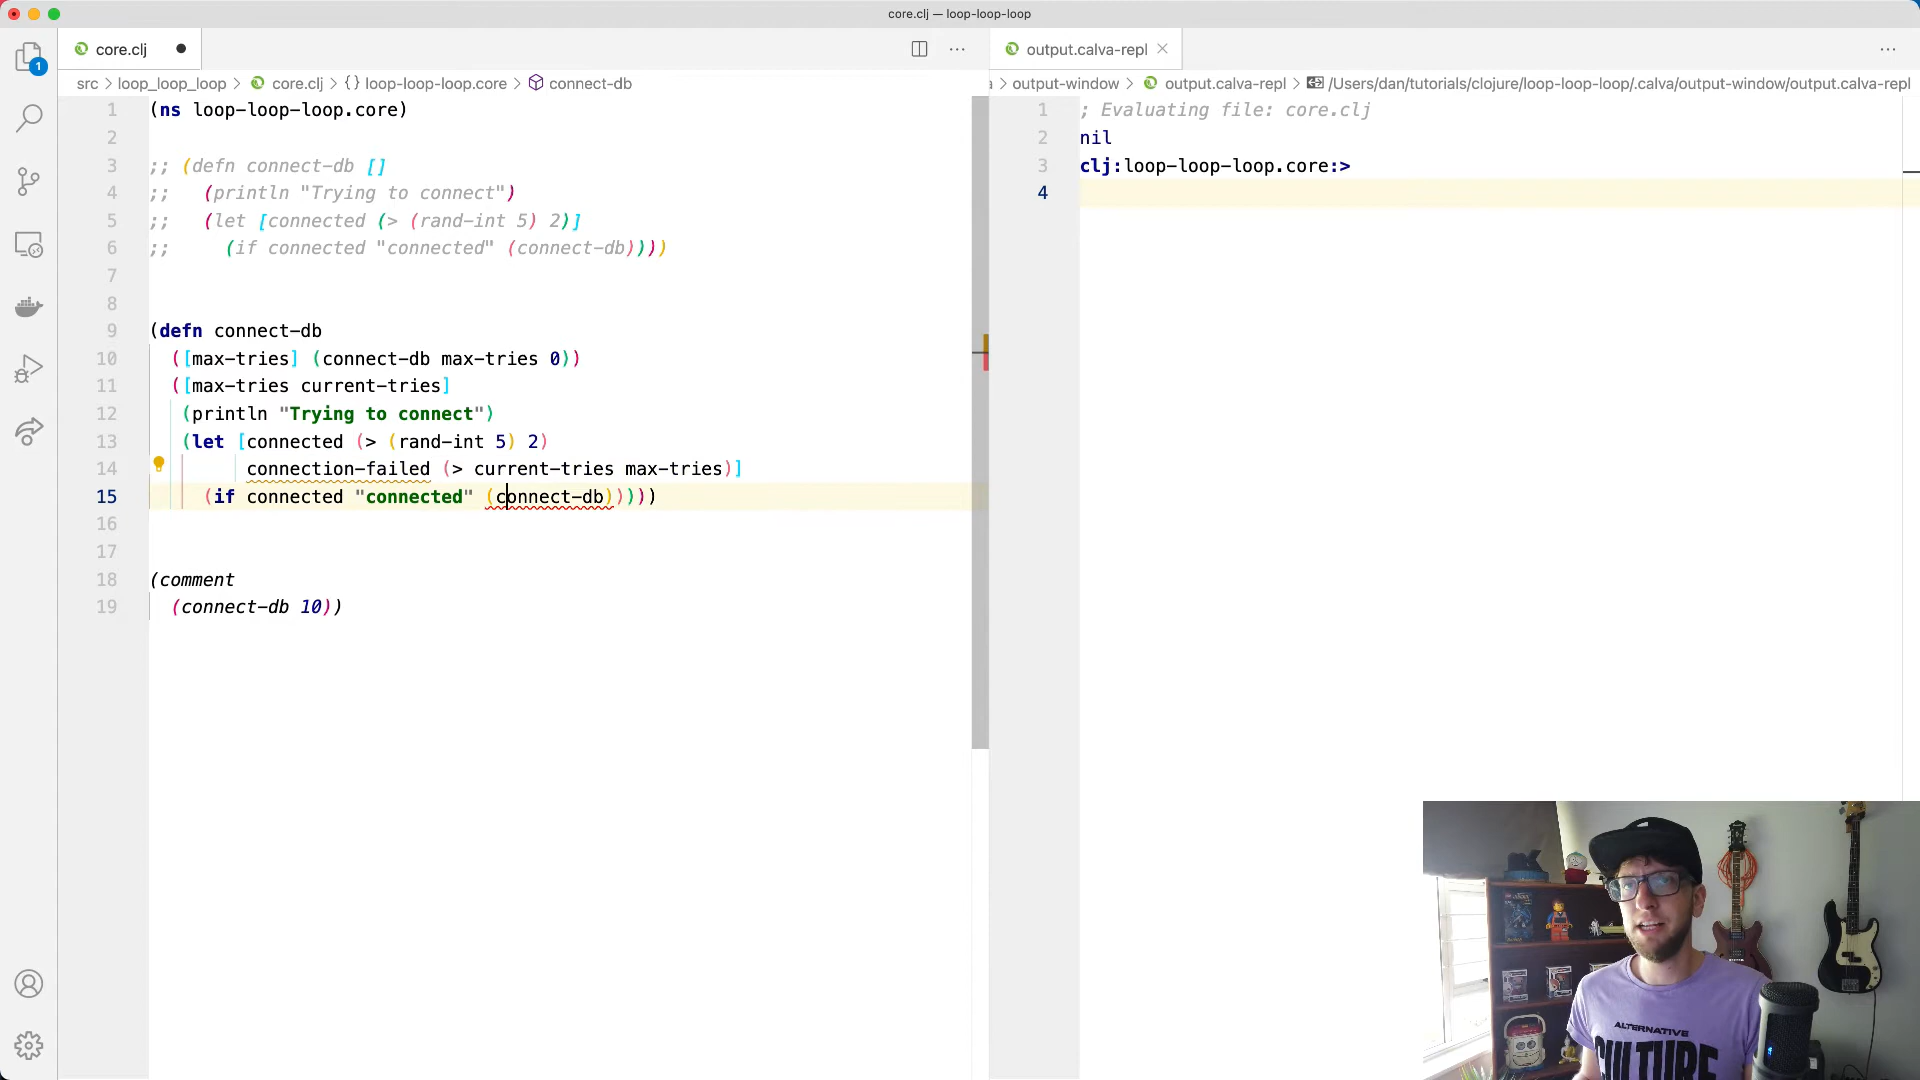 core.clj — loop-loop-loop
core.clj
output.calva-repl
1
src loop_loop_loop core.clj {} loop-loop-loop.core connect-db
output-window output.calva-repl /Users/dan/tutorials/clojure/loop-loop-loop/.calva/output-window/output.calva-repl
1 (ns loop-loop-loop.core)
2
3 ;; (defn connect-db []
4 ;;   (println "Trying to connect")
5 ;;   (let [connected (> (rand-int 5) 2)]
6 ;;     (if connected "connected" (connect-db))))
7
8
9 (defn connect-db
10   ([max-tries] (connect-db max-tries 0))
11   ([max-tries current-tries]
12    (println "Trying to connect")
13    (let [connected (> (rand-int 5) 2)
14          connection-failed (> current-tries max-tries)]
15      (if connected "connected" (connect-db)))))
16
17
18 (comment
19   (connect-db 10))
1 ; Evaluating file: core.clj
2 nil
3 clj:loop-loop-loop.core:>
4
ALTERNATIVE
CULTURE